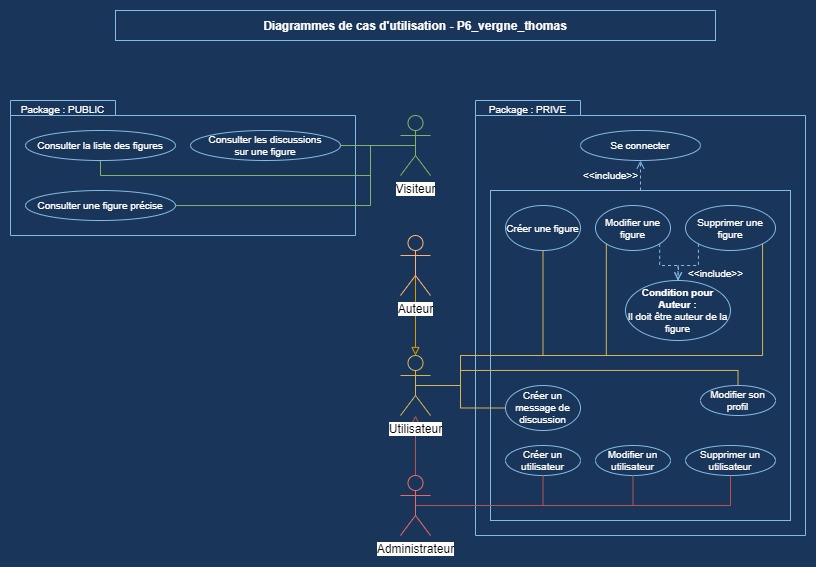 Diagrammes de cas d'utilisation - P6_vergne_thomas
Package : PUBLIC
Consulter la liste des figures
Consulter les discussions
sur une figure
Consulter une figure précise
Visiteur
Package : PRIVE
Se connecter
<<include>>
Créer une figure
Modifier une
figure
Supprimer une
figure
<<include>>
Condition pour
Auteur :
Il doit être auteur de la
figure
Auteur
Utilisateur
Créer un
message de
discussion
Modifier son
profil
Créer un
utilisateur
Modifier un
utilisateur
Supprimer un
utilisateur
Administrateur